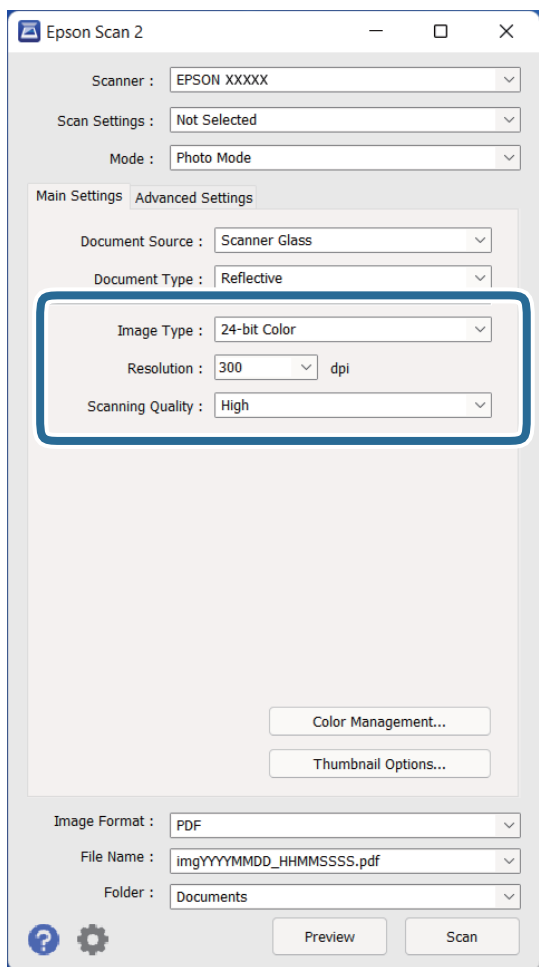 Epson Scan 2
Scanner : EPSON XXXXX
Scan Settings : Not Selected
Mode : Photo Mode
Main Settings Advanced Settings
Document Source : Scanner Glass
Document Type : Reflective
Image Type : 24-bit Color
Resolution : 300 dpi
Scanning Quality : High
Color Management...
Thumbnail Options...
Image Format : PDF
File Name : imgYYYYMMDD_HHMMSSSS.pdf
Folder : Documents
? Preview Scan